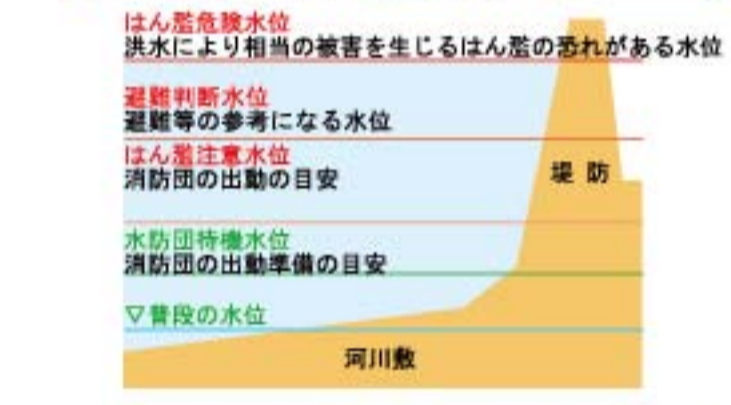 はん濫危険水位
洪水により相当の被害を生じるはん濫の恐れがある水位
避難判断水位
避難等の参考になる水位
はん濫注意水位
消防団の出動の目安
堤 防
水防団待機水位
消防団の出動準備の目安
▽普段の水位
河川敷